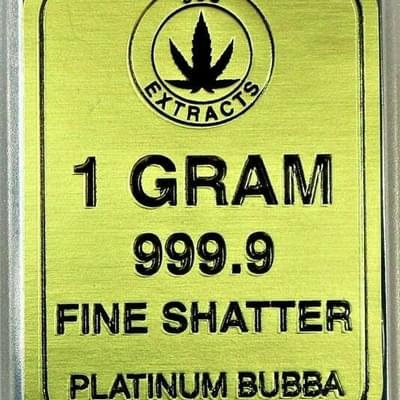 EXTRACTS
1 GRAM
999.9
FINE SHATTER
PLATINUM BUBBA